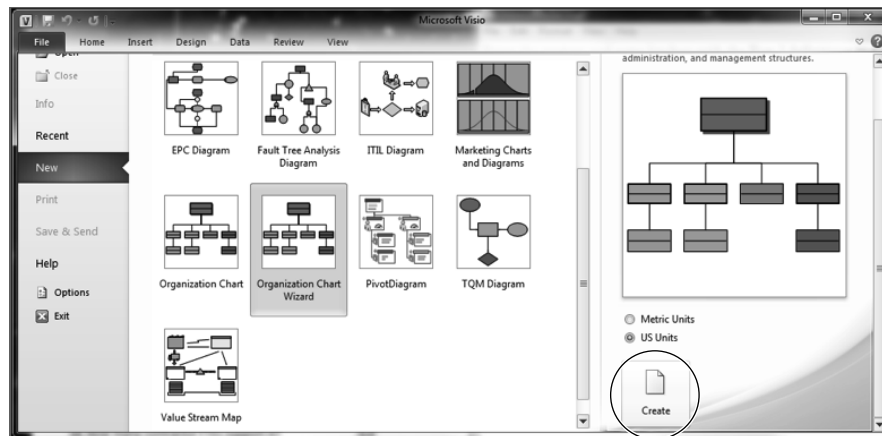 Microsoft Visio
File Home Insert Design Data Review View
Open
Close
Info
Recent
New
Print
Save & Send
Help
Options
Exit
EPC Diagram
Fault Tree Analysis
Diagram
ITIL Diagram
Marketing Charts
and Diagrams
Organization Chart
Organization Chart
Wizard
PivotDiagram
TQM Diagram
Value Stream Map
administration, and management structures.
Metric Units
US Units
Create